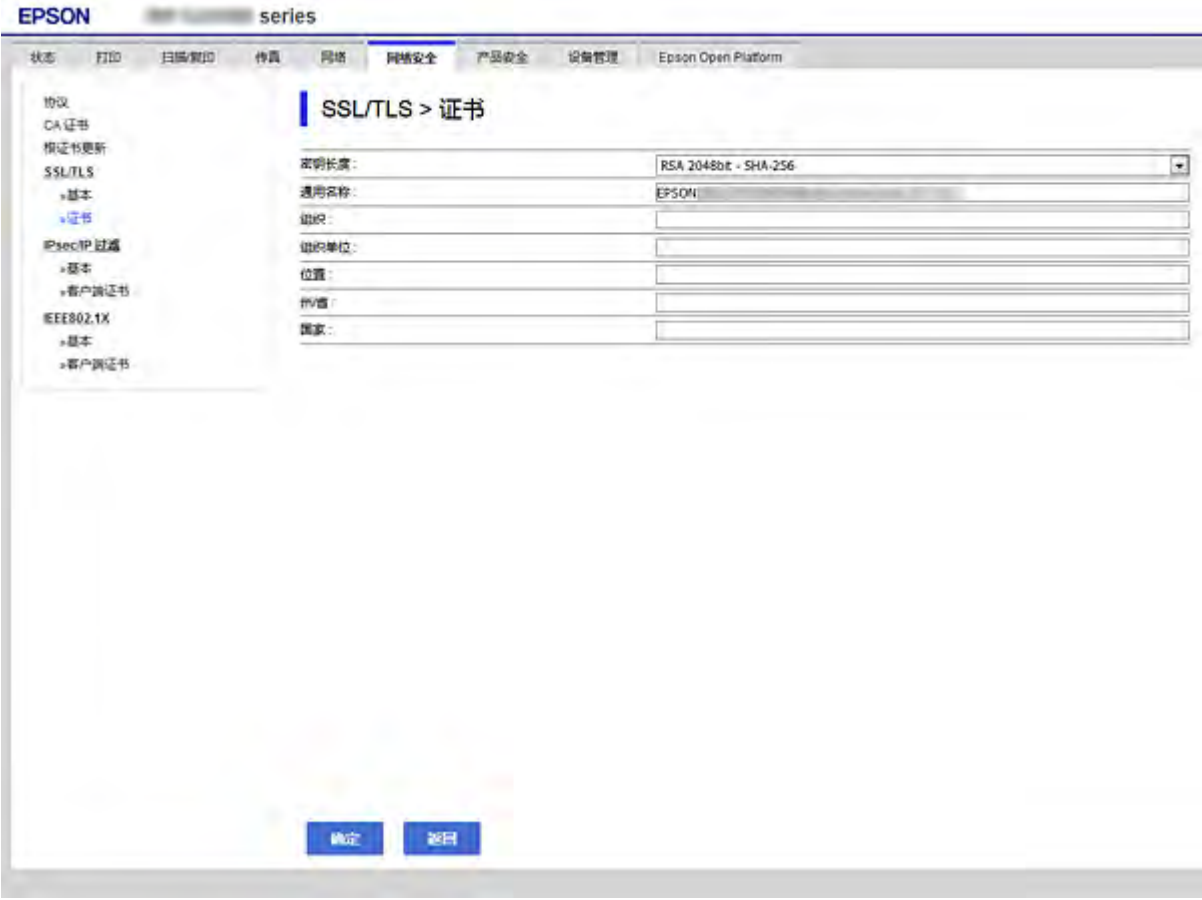 EPSON series
状态 打印 扫描/复印 传真 网络 网络安全 产品安全 设备管理 Epson Open Platform
协议
CA 证书
根证书更新
SSL/TLS
»基本
»证书
IPsec/IP 过滤
»基本
»客户端证书
IEEE802.1X
»基本
»客户端证书
SSL/TLS > 证书
密钥长度 : RSA 2048bit - SHA-256
通用名称 : EPSON
组织 :
组织单位 :
位置 :
州/省 :
国家 :
确定 返回